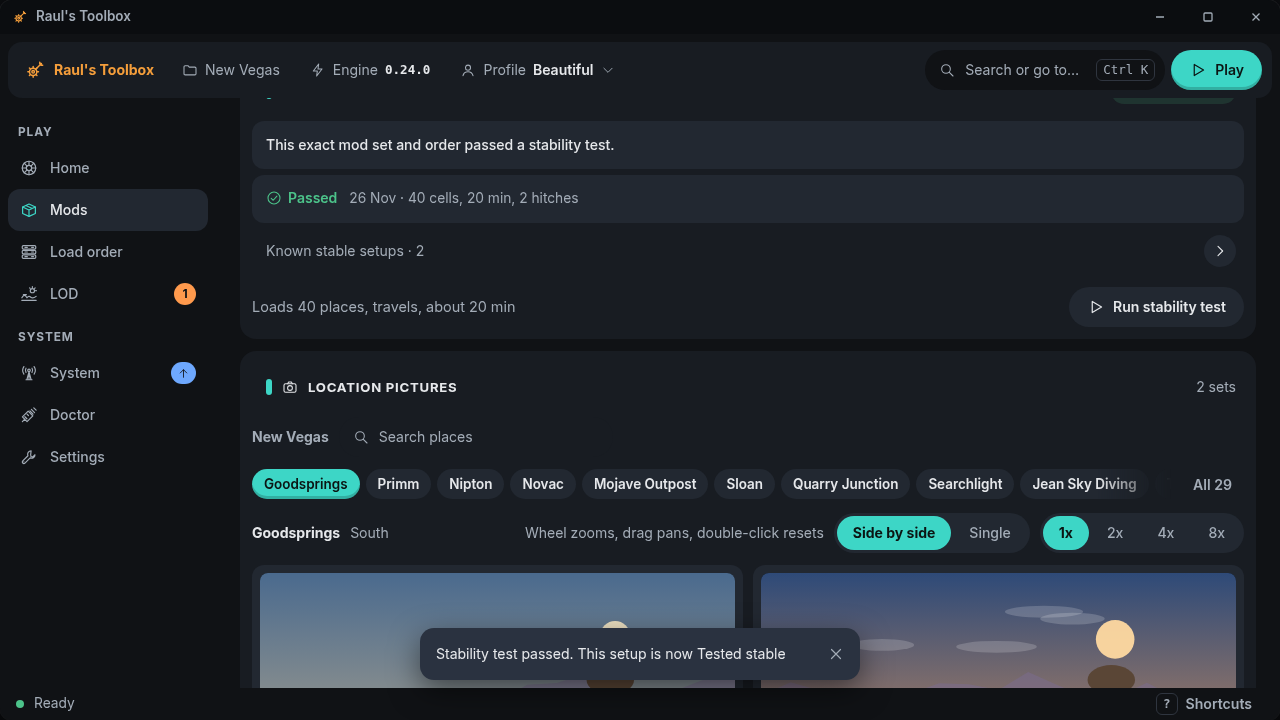 Raul's Toolbox
Raul's Toolbox
New Vegas
Engine 0.24.0
Profile Beautiful
Search or go to...
Ctrl K
Play
PLAY
Home
Mods
Load order
LOD
1
SYSTEM
System
Doctor
Settings
This exact mod set and order passed a stability test.
Passed 26 Nov · 40 cells, 20 min, 2 hitches
Known stable setups · 2
Loads 40 places, travels, about 20 min
Run stability test
LOCATION PICTURES
2 sets
New Vegas
Search places
Goodsprings
Primm
Nipton
Novac
Mojave Outpost
Sloan
Quarry Junction
Searchlight
Jean Sky Diving
All 29
Goodsprings South
Wheel zooms, drag pans, double-click resets
Side by side
Single
1x
2x
4x
8x
Stability test passed. This setup is now Tested stable
Ready
? Shortcuts